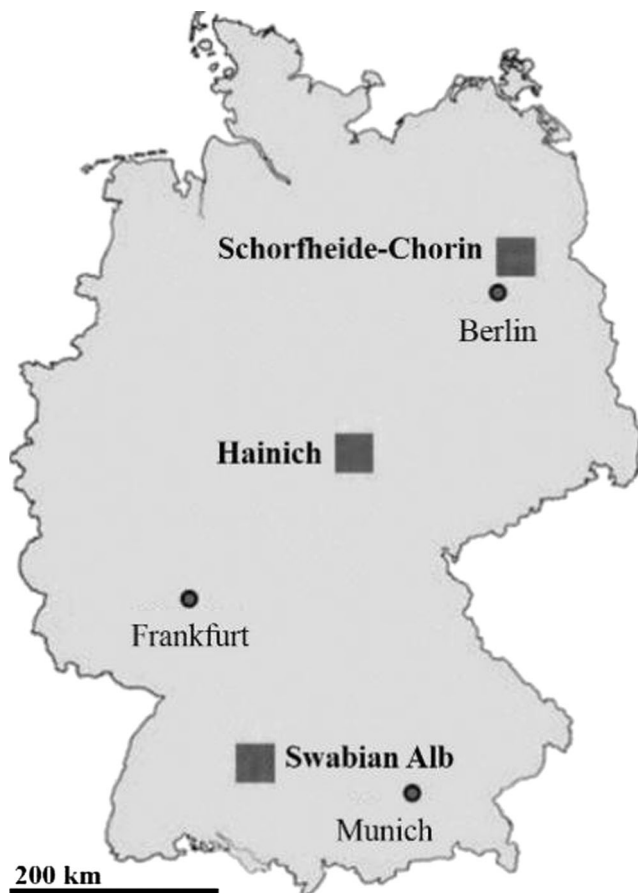 Schorfheide-Chorin
Berlin
Hainich
Frankfurt
Swabian Alb
Munich
200 km